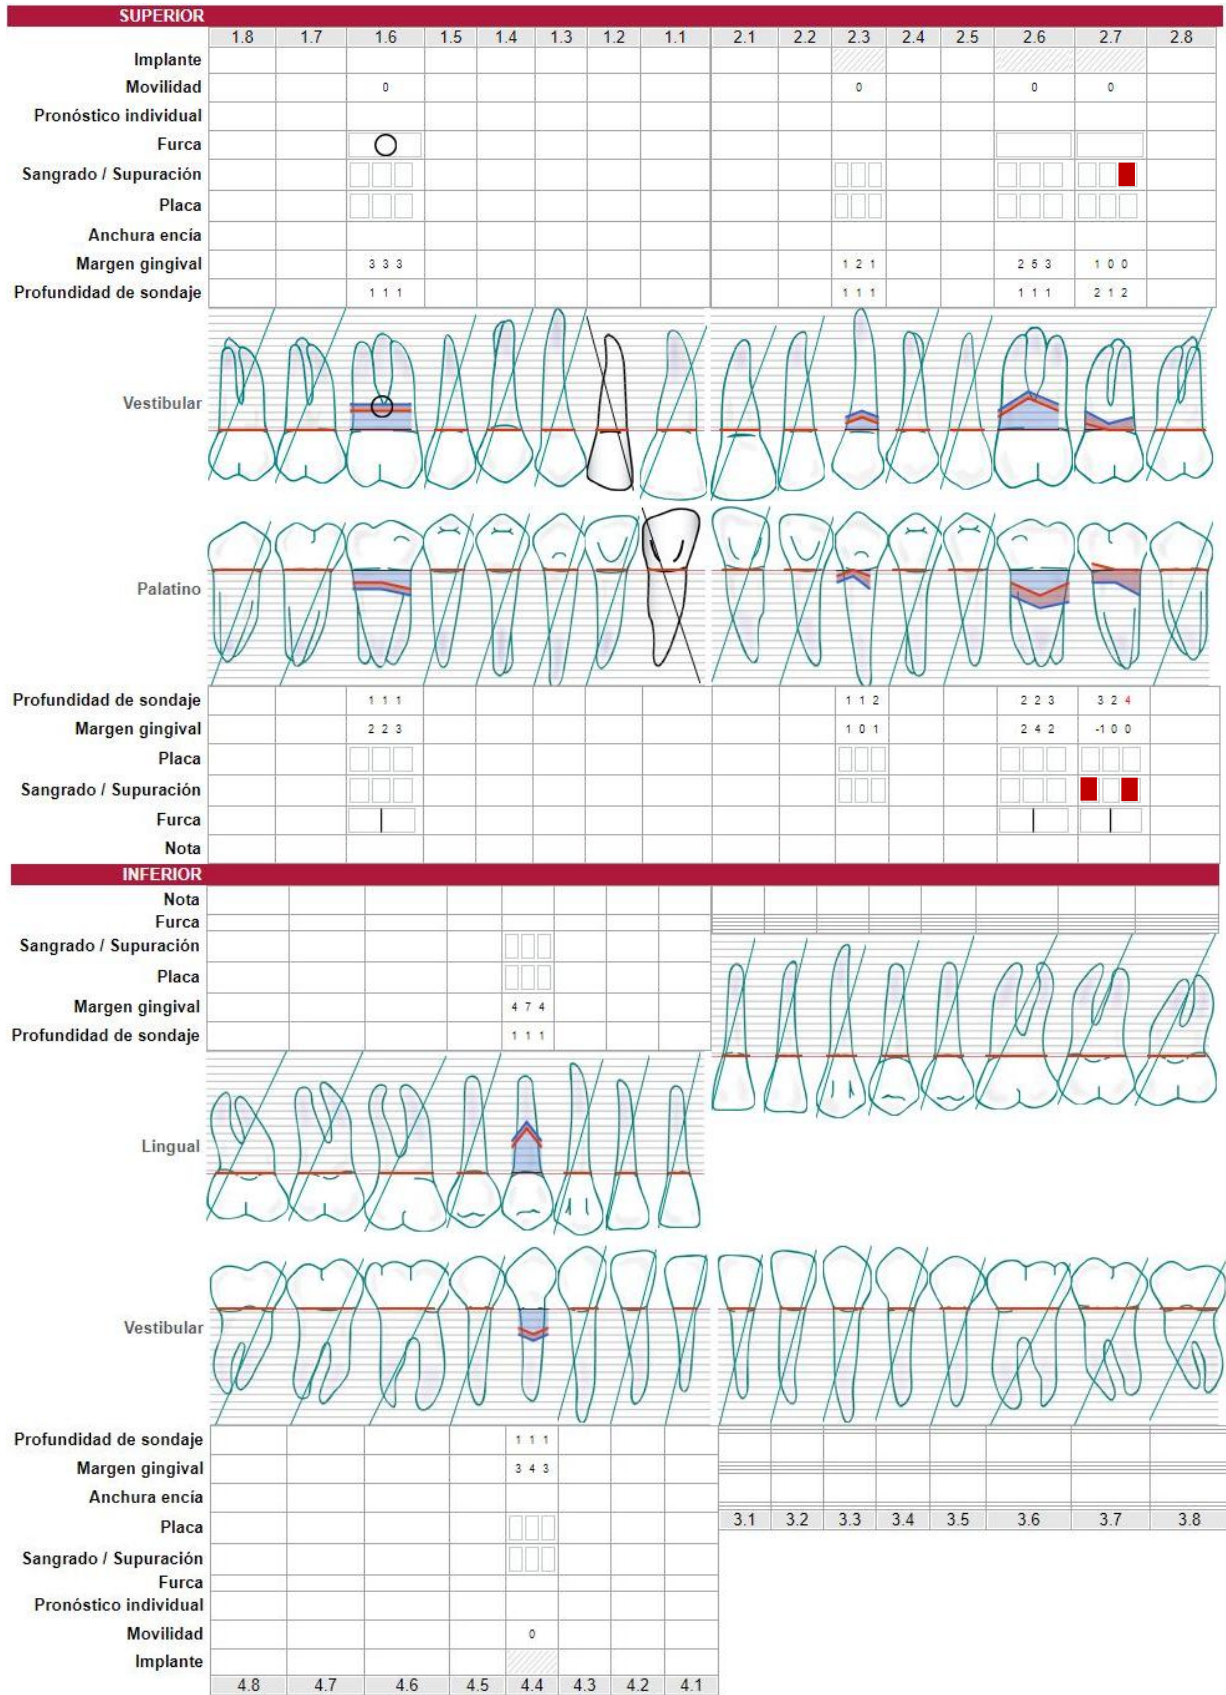 SUPERIOR
1.8 1.7 1.6 1.5 1.4 1.3 1.2 1.1 2.1 2.2 2.3 2.4 2.5 2.6 2.7 2.8
Implante
Movilidad 0 0 0 0
Pronóstico individual
Furca
Sangrado / Supuración
Placa
Anchura encía
Margen gingival 3 3 3 1 2 1 2 5 3 1 0 0
Profundidad de sondaje 1 1 1 1 1 1 1 1 1 2 1 2
Vestibular
Palatino
Profundidad de sondaje 1 1 1 1 1 2 2 2 3 3 2 4
Margen gingival 2 2 3 1 0 1 2 4 2 -1 0 0
Placa
Sangrado / Supuración
Furca
Nota
INFERIOR
Nota
Furca
Sangrado / Supuración
Placa
Margen gingival 4 7 4
Profundidad de sondaje 1 1 1
Lingual
Vestibular
Profundidad de sondaje 1 1 1
Margen gingival 3 4 3
Anchura encía
Placa
3.1 3.2 3.3 3.4 3.5 3.6 3.7 3.8
Sangrado / Supuración
Furca
Pronóstico individual
Movilidad 0
Implante
4.8 4.7 4.6 4.5 4.4 4.3 4.2 4.1